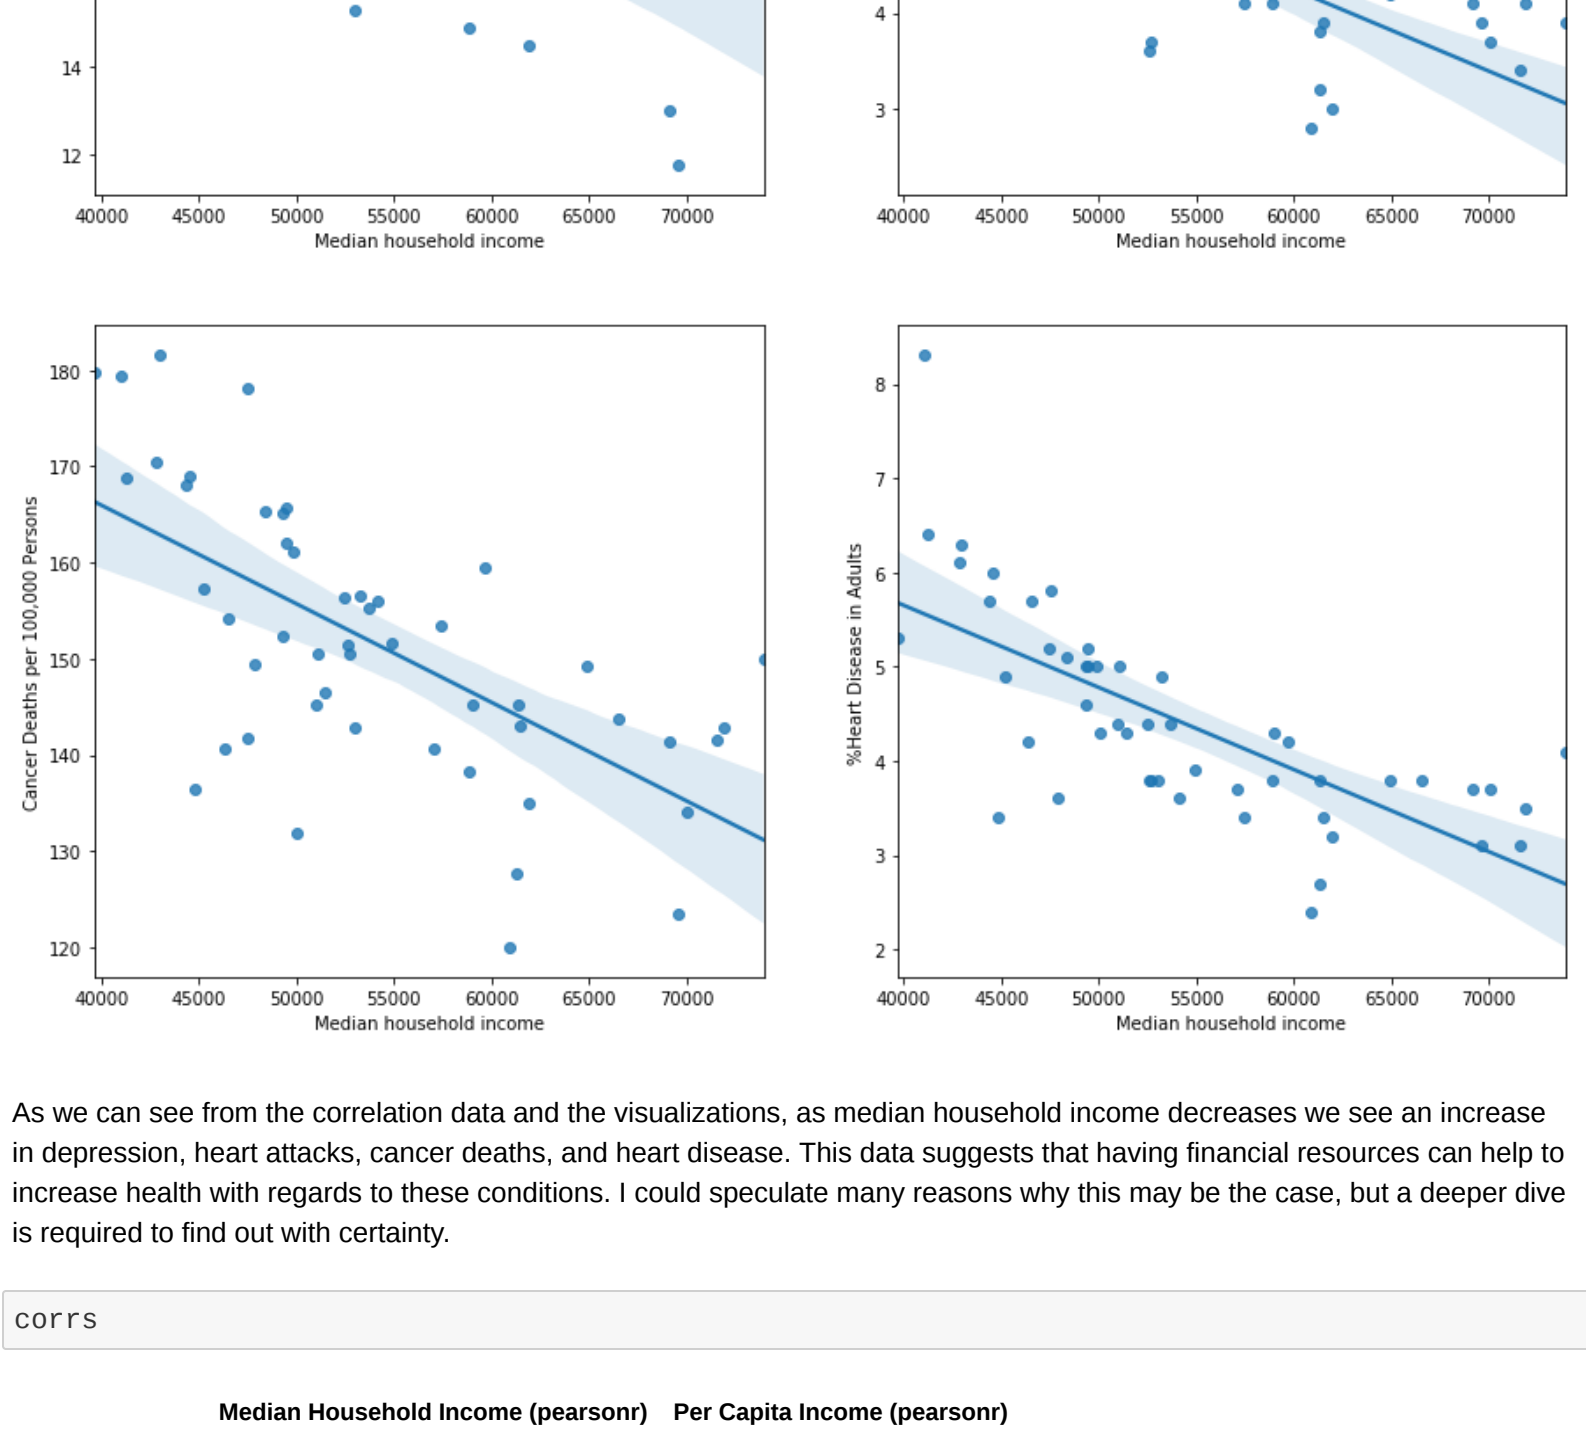 14
12
40000 45000 50000 55000 60000 65000 70000
Median household income
4
3
40000 45000 50000 55000 60000 65000 70000
Median household income
180
170
160
150
140
130
120
Cancer Deaths per 100,000 Persons
40000 45000 50000 55000 60000 65000 70000
Median household income
8
7
6
5
4
3
2
%Heart Disease in Adults
40000 45000 50000 55000 60000 65000 70000
Median household income
As we can see from the correlation data and the visualizations, as median household income decreases we see an increase
in depression, heart attacks, cancer deaths, and heart disease. This data suggests that having financial resources can help to
increase health with regards to these conditions. I could speculate many reasons why this may be the case, but a deeper dive
is required to find out with certainty.
corrs
Median Household Income (pearsonr) Per Capita Income (pearsonr)